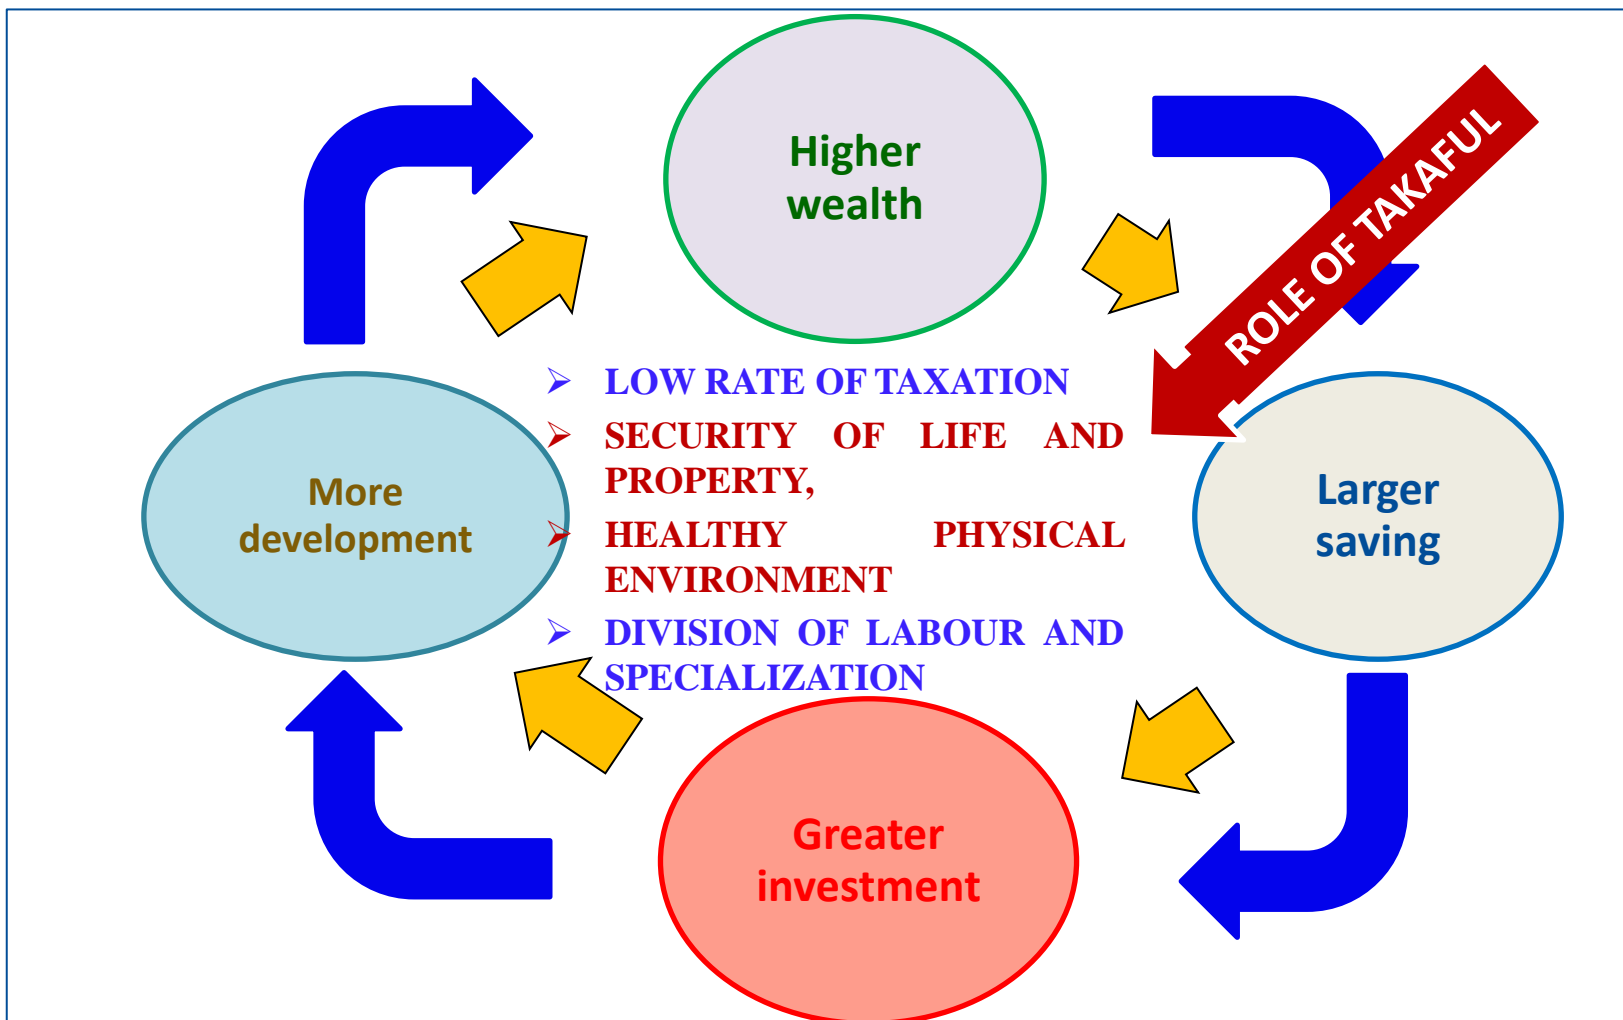 Higher
wealth
ROLE OF TAKAFUL
➢ LOW RATE OF TAXATION
➢ SECURITY OF LIFE AND
PROPERTY,
➢ HEALTHY PHYSICAL
ENVIRONMENT
➢ DIVISION OF LABOUR AND
SPECIALIZATION
More
development
Larger
saving
Greater
investment